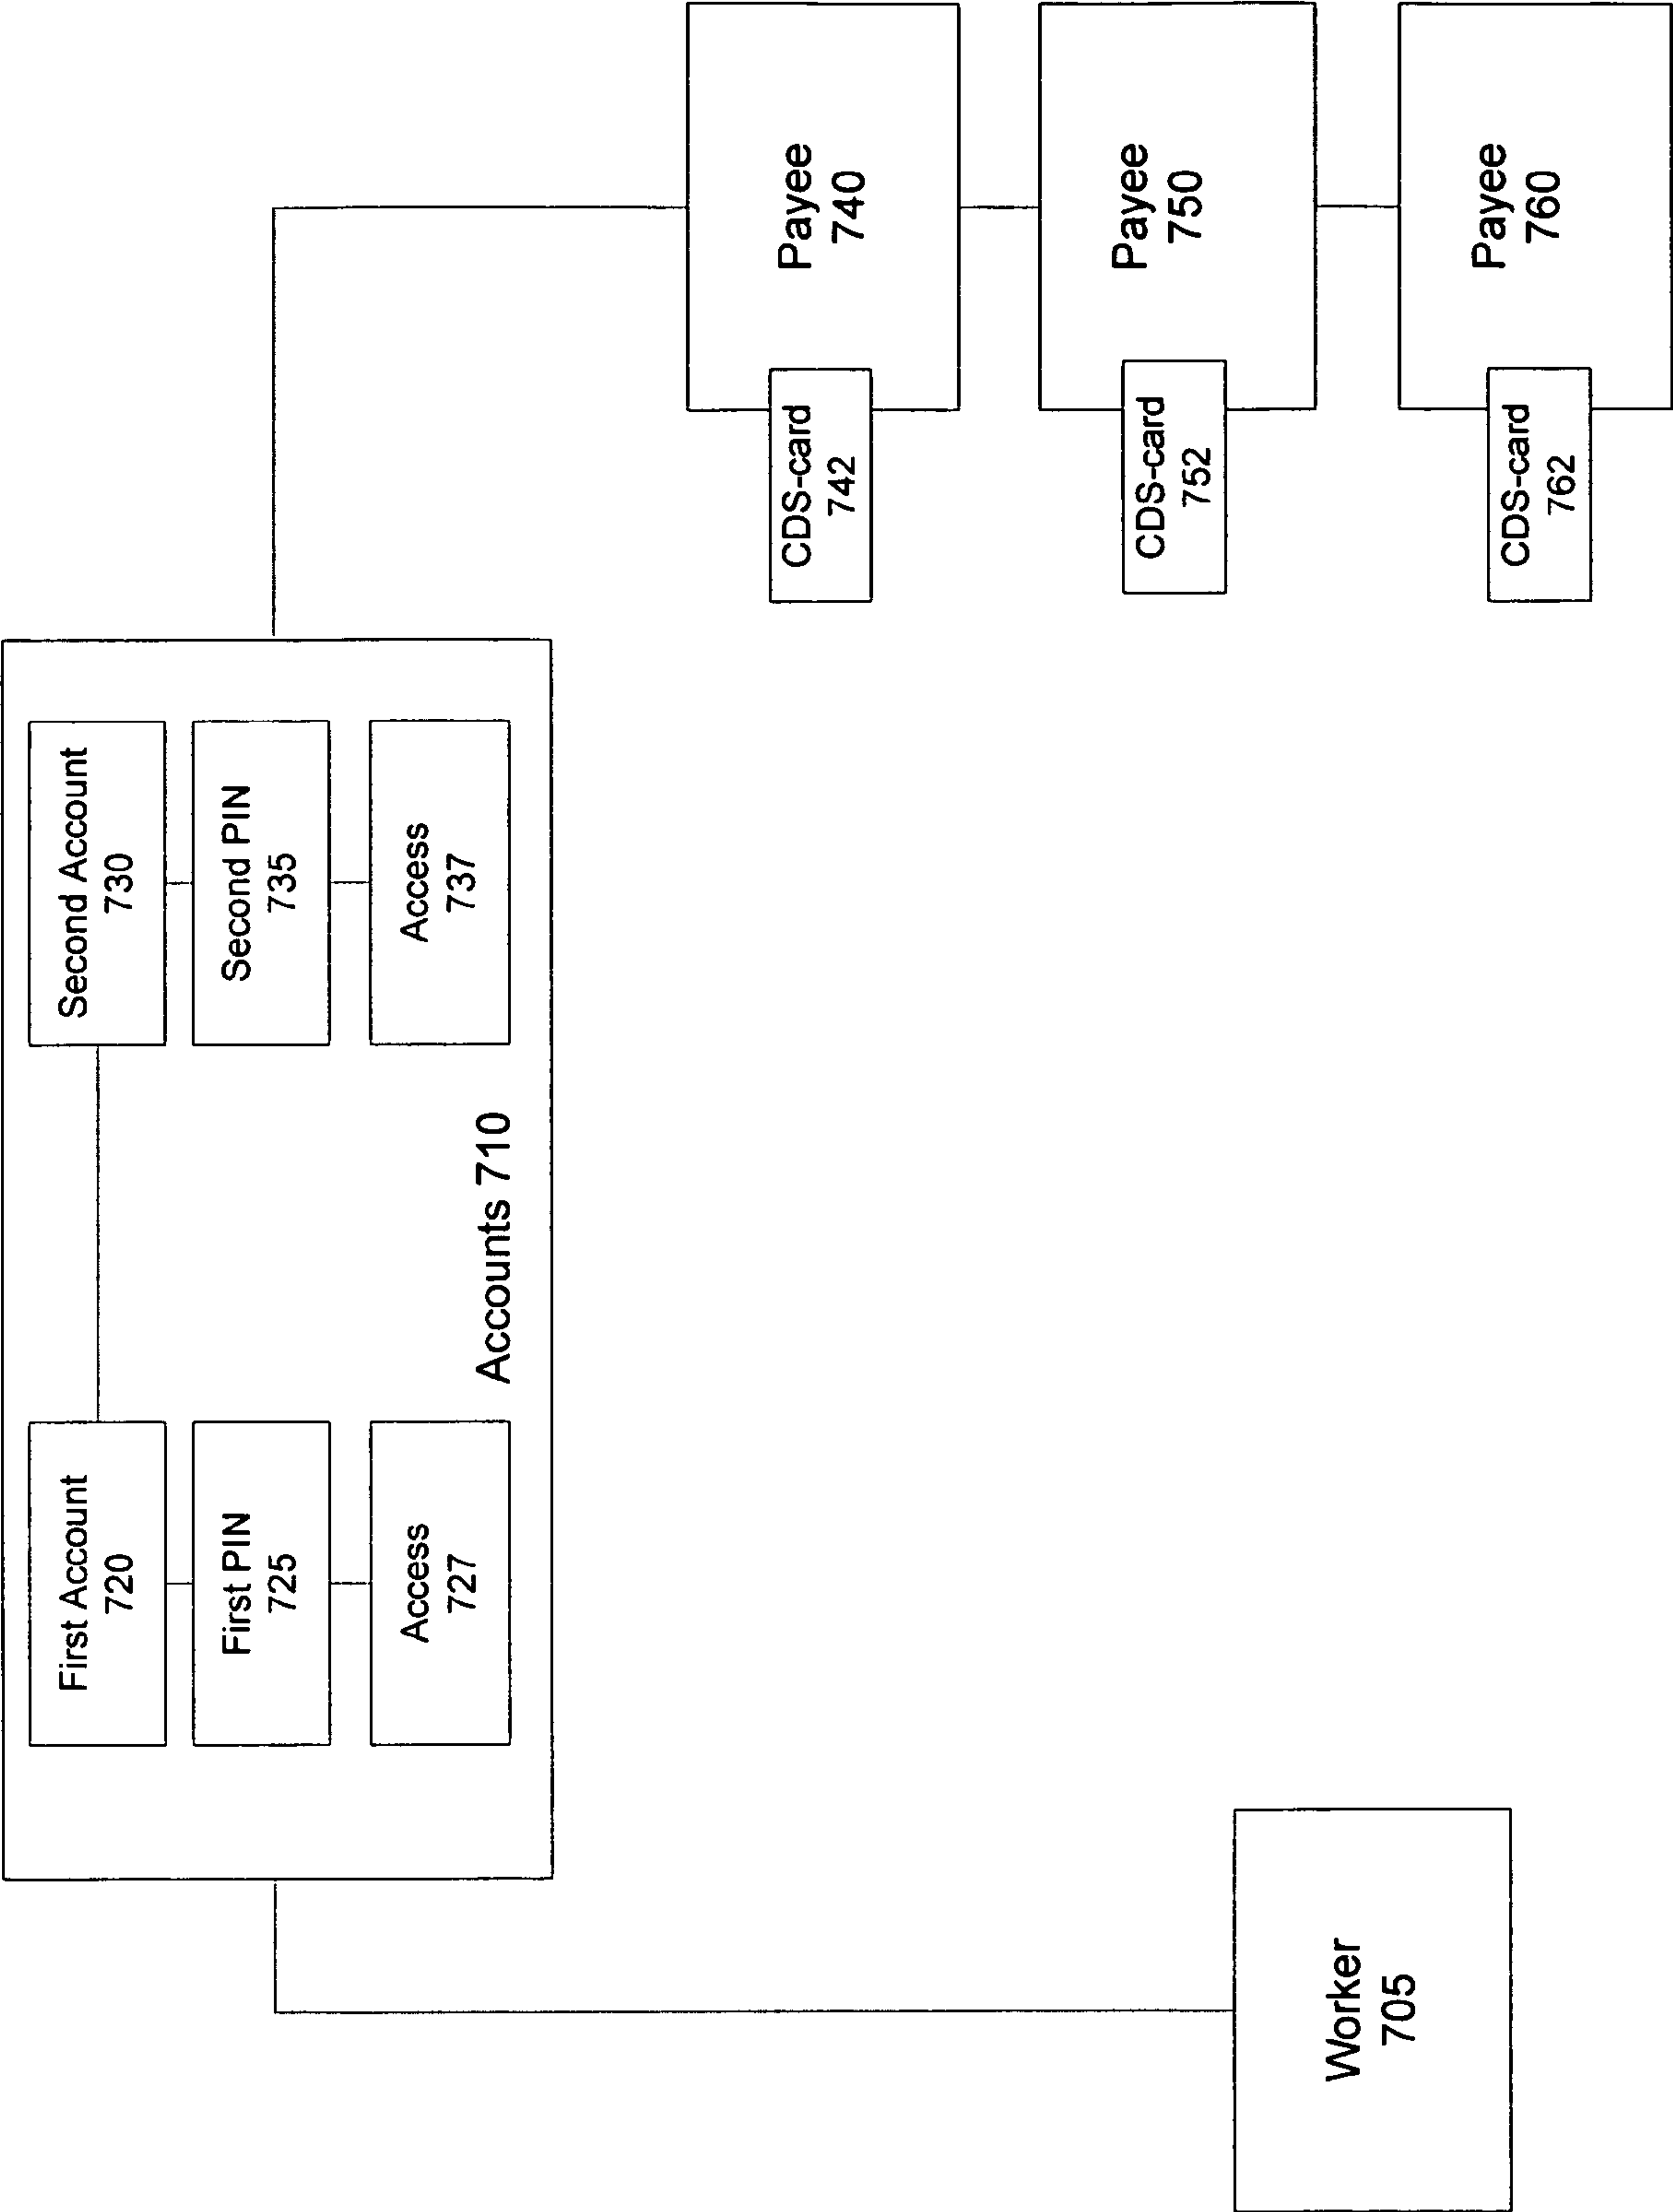 First Account
720
First PIN
725
Access
727
Second Account
730
Second PIN
735
Access
737
Accounts 710
Worker
705
Payee
740
CDS-card
742
Payee
750
CDS-card
752
Payee
760
CDS-card
762